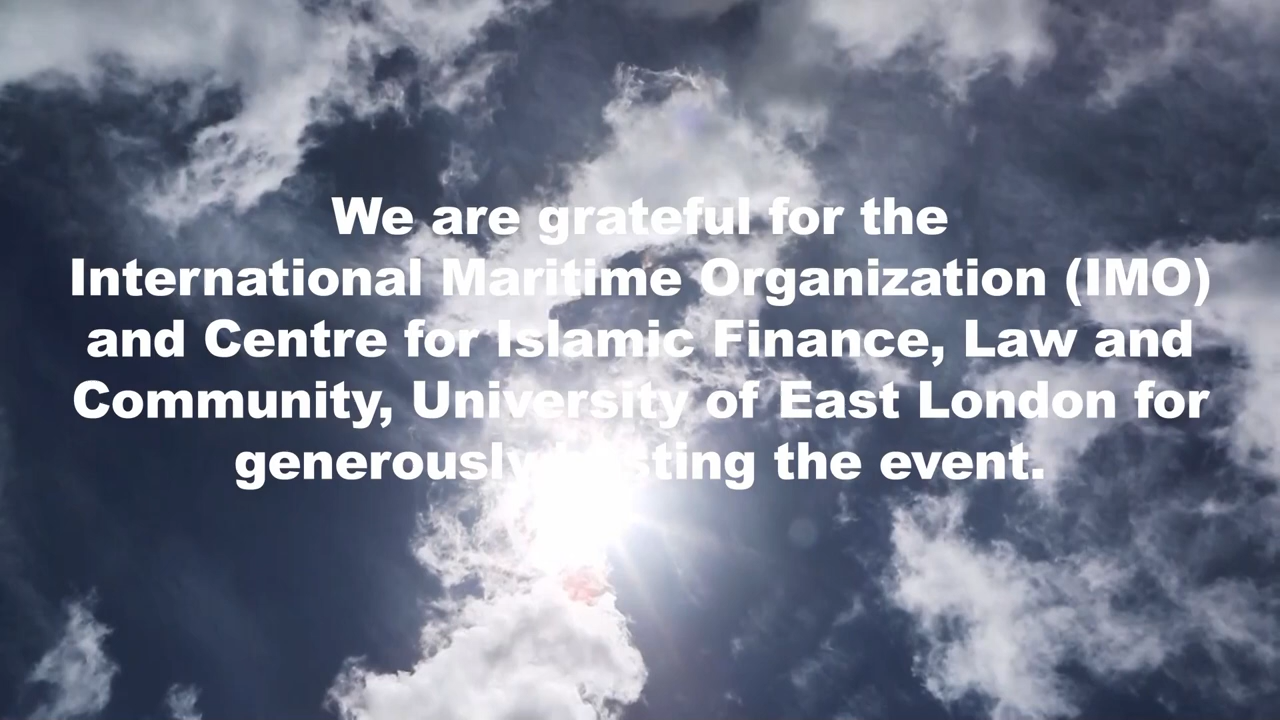 We are grateful for the
International Maritime Organization (IMO)
and Centre for Islamic Finance, Law and
Community, University of East London for
generously hosting the event.